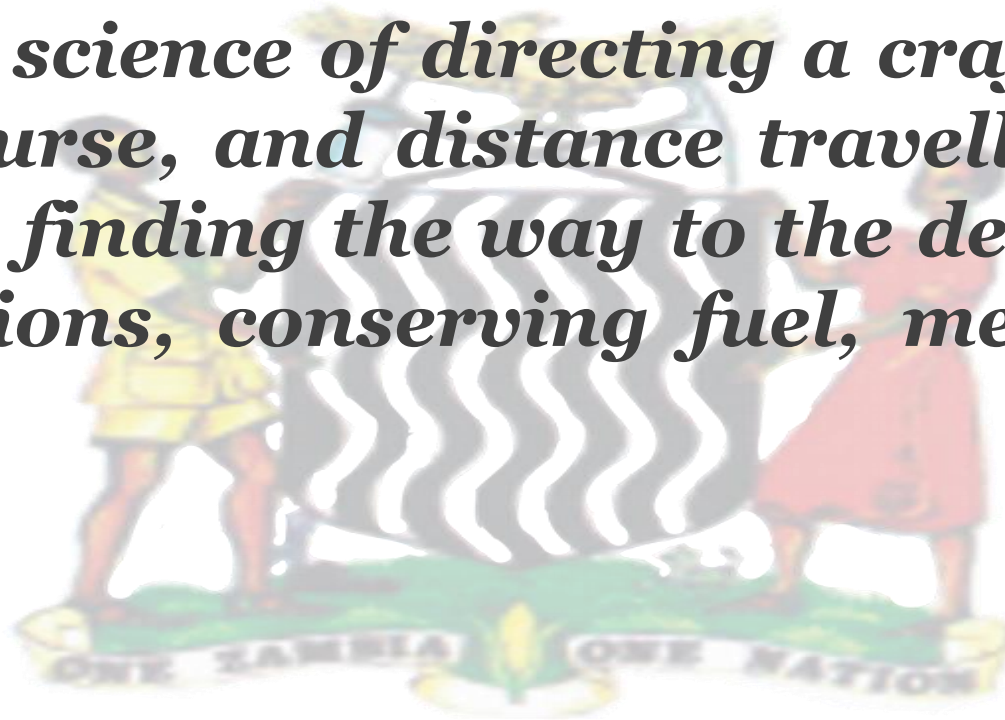 science of directing a cra
urse, and distance travell
finding the way to the de
ions, conserving fuel, me
ONE ZAMBIA ONE NATION